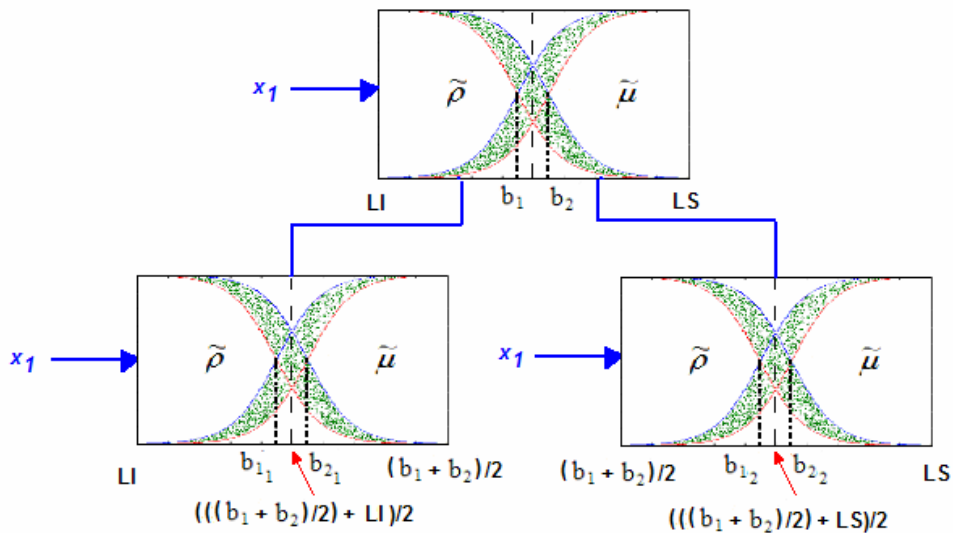 x₁ ρ̃ μ̃
LI b₁ b₂ LS
x₁ ρ̃ μ̃ x₁ ρ̃ μ̃
LI b₁₁ b₂₁ (b₁ + b₂)/2 (b₁ + b₂)/2 b₁₂ b₂₂ LS
(((b₁ + b₂)/2) + LI)/2 (((b₁ + b₂)/2) + LS)/2